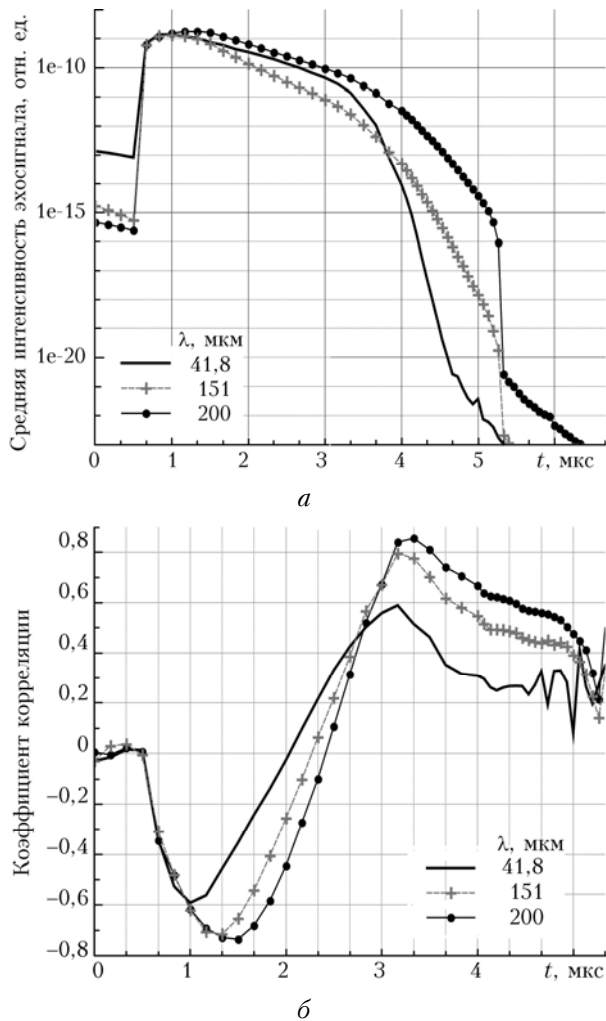 Средняя интенсивность эхосигнала, отн. ед.
1e-10
1e-15
1e-20
λ, мкм
41,8
151
200
0 1 2 3 4 5 t, мкс
а
Коэффициент корреляции
0,8
0,6
0,4
0,2
0
–0,2
–0,4
–0,6
–0,8
λ, мкм
41,8
151
200
0 1 2 3 4 t, мкс
б